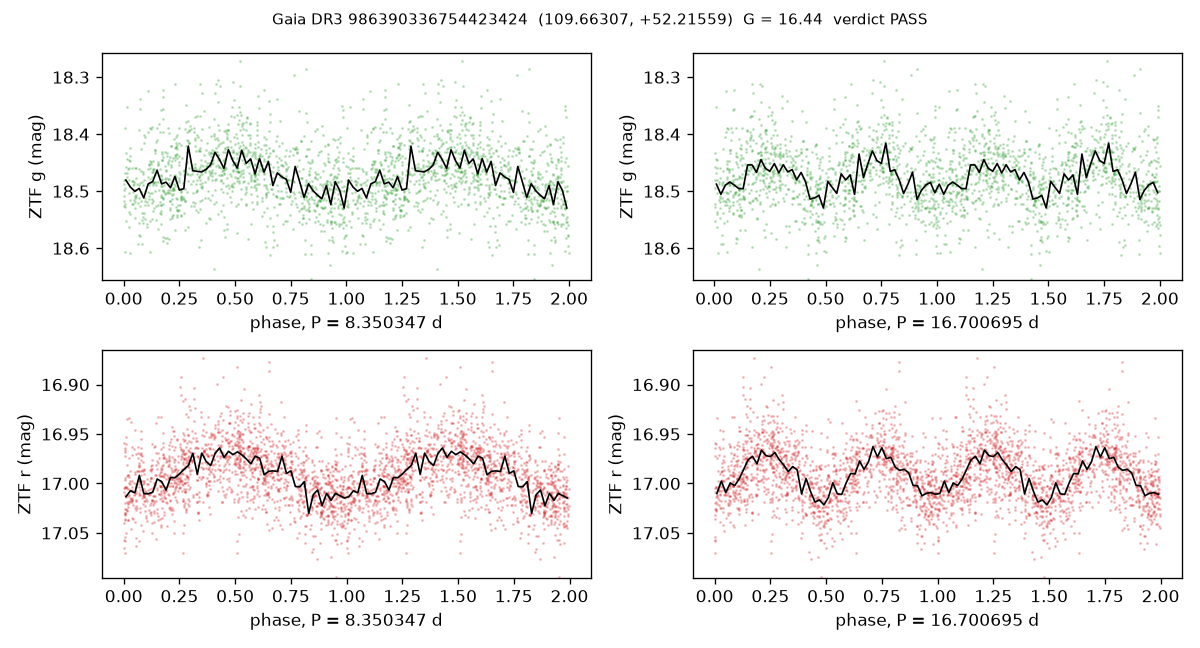 Gaia DR3 986390336754423424 (109.66307, +52.21559) G = 16.44 verdict PASS
ZTF g (mag)
18.3
18.4
18.5
18.6
0.00 0.25 0.50 0.75 1.00 1.25 1.50 1.75 2.00
phase, P = 8.350347 d
ZTF g (mag)
18.3
18.4
18.5
18.6
0.00 0.25 0.50 0.75 1.00 1.25 1.50 1.75 2.00
phase, P = 16.700695 d
ZTF r (mag)
16.90
16.95
17.00
17.05
0.00 0.25 0.50 0.75 1.00 1.25 1.50 1.75 2.00
phase, P = 8.350347 d
ZTF r (mag)
16.90
16.95
17.00
17.05
0.00 0.25 0.50 0.75 1.00 1.25 1.50 1.75 2.00
phase, P = 16.700695 d